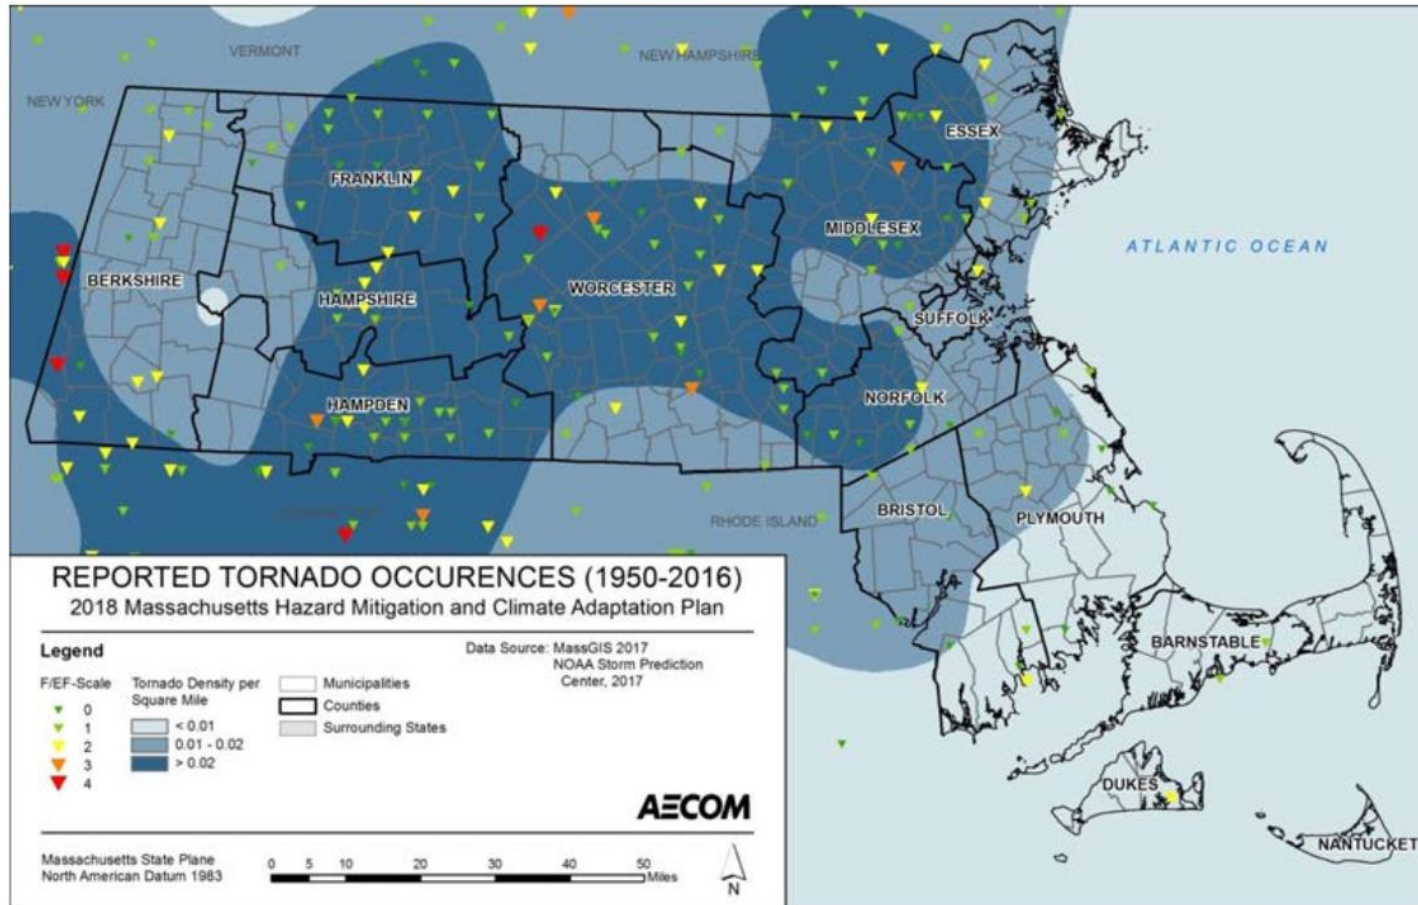 VERMONT
NEW HAMPSHIRE
NEW YORK
ESSEX
FRANKLIN
MIDDLESEX
ATLANTIC OCEAN
BERKSHIRE
HAMPSHIRE
WORCESTER
SUFFOLK
HAMPDEN
NORFOLK
BRISTOL
PLYMOUTH
RHODE ISLAND
BARNSTABLE
DUKES
NANTUCKET
REPORTED TORNADO OCCURENCES (1950-2016)
2018 Massachusetts Hazard Mitigation and Climate Adaptation Plan
Legend
Data Source: MassGIS 2017
NOAA Storm Prediction
Center, 2017
F/EF-Scale
0
1
2
3
4
Tornado Density per
Square Mile
< 0.01
0.01 - 0.02
> 0.02
Municipalities
Counties
Surrounding States
AECOM
Massachusetts State Plane
North American Datum 1983
0 5 10 20 30 40 50
Miles
N